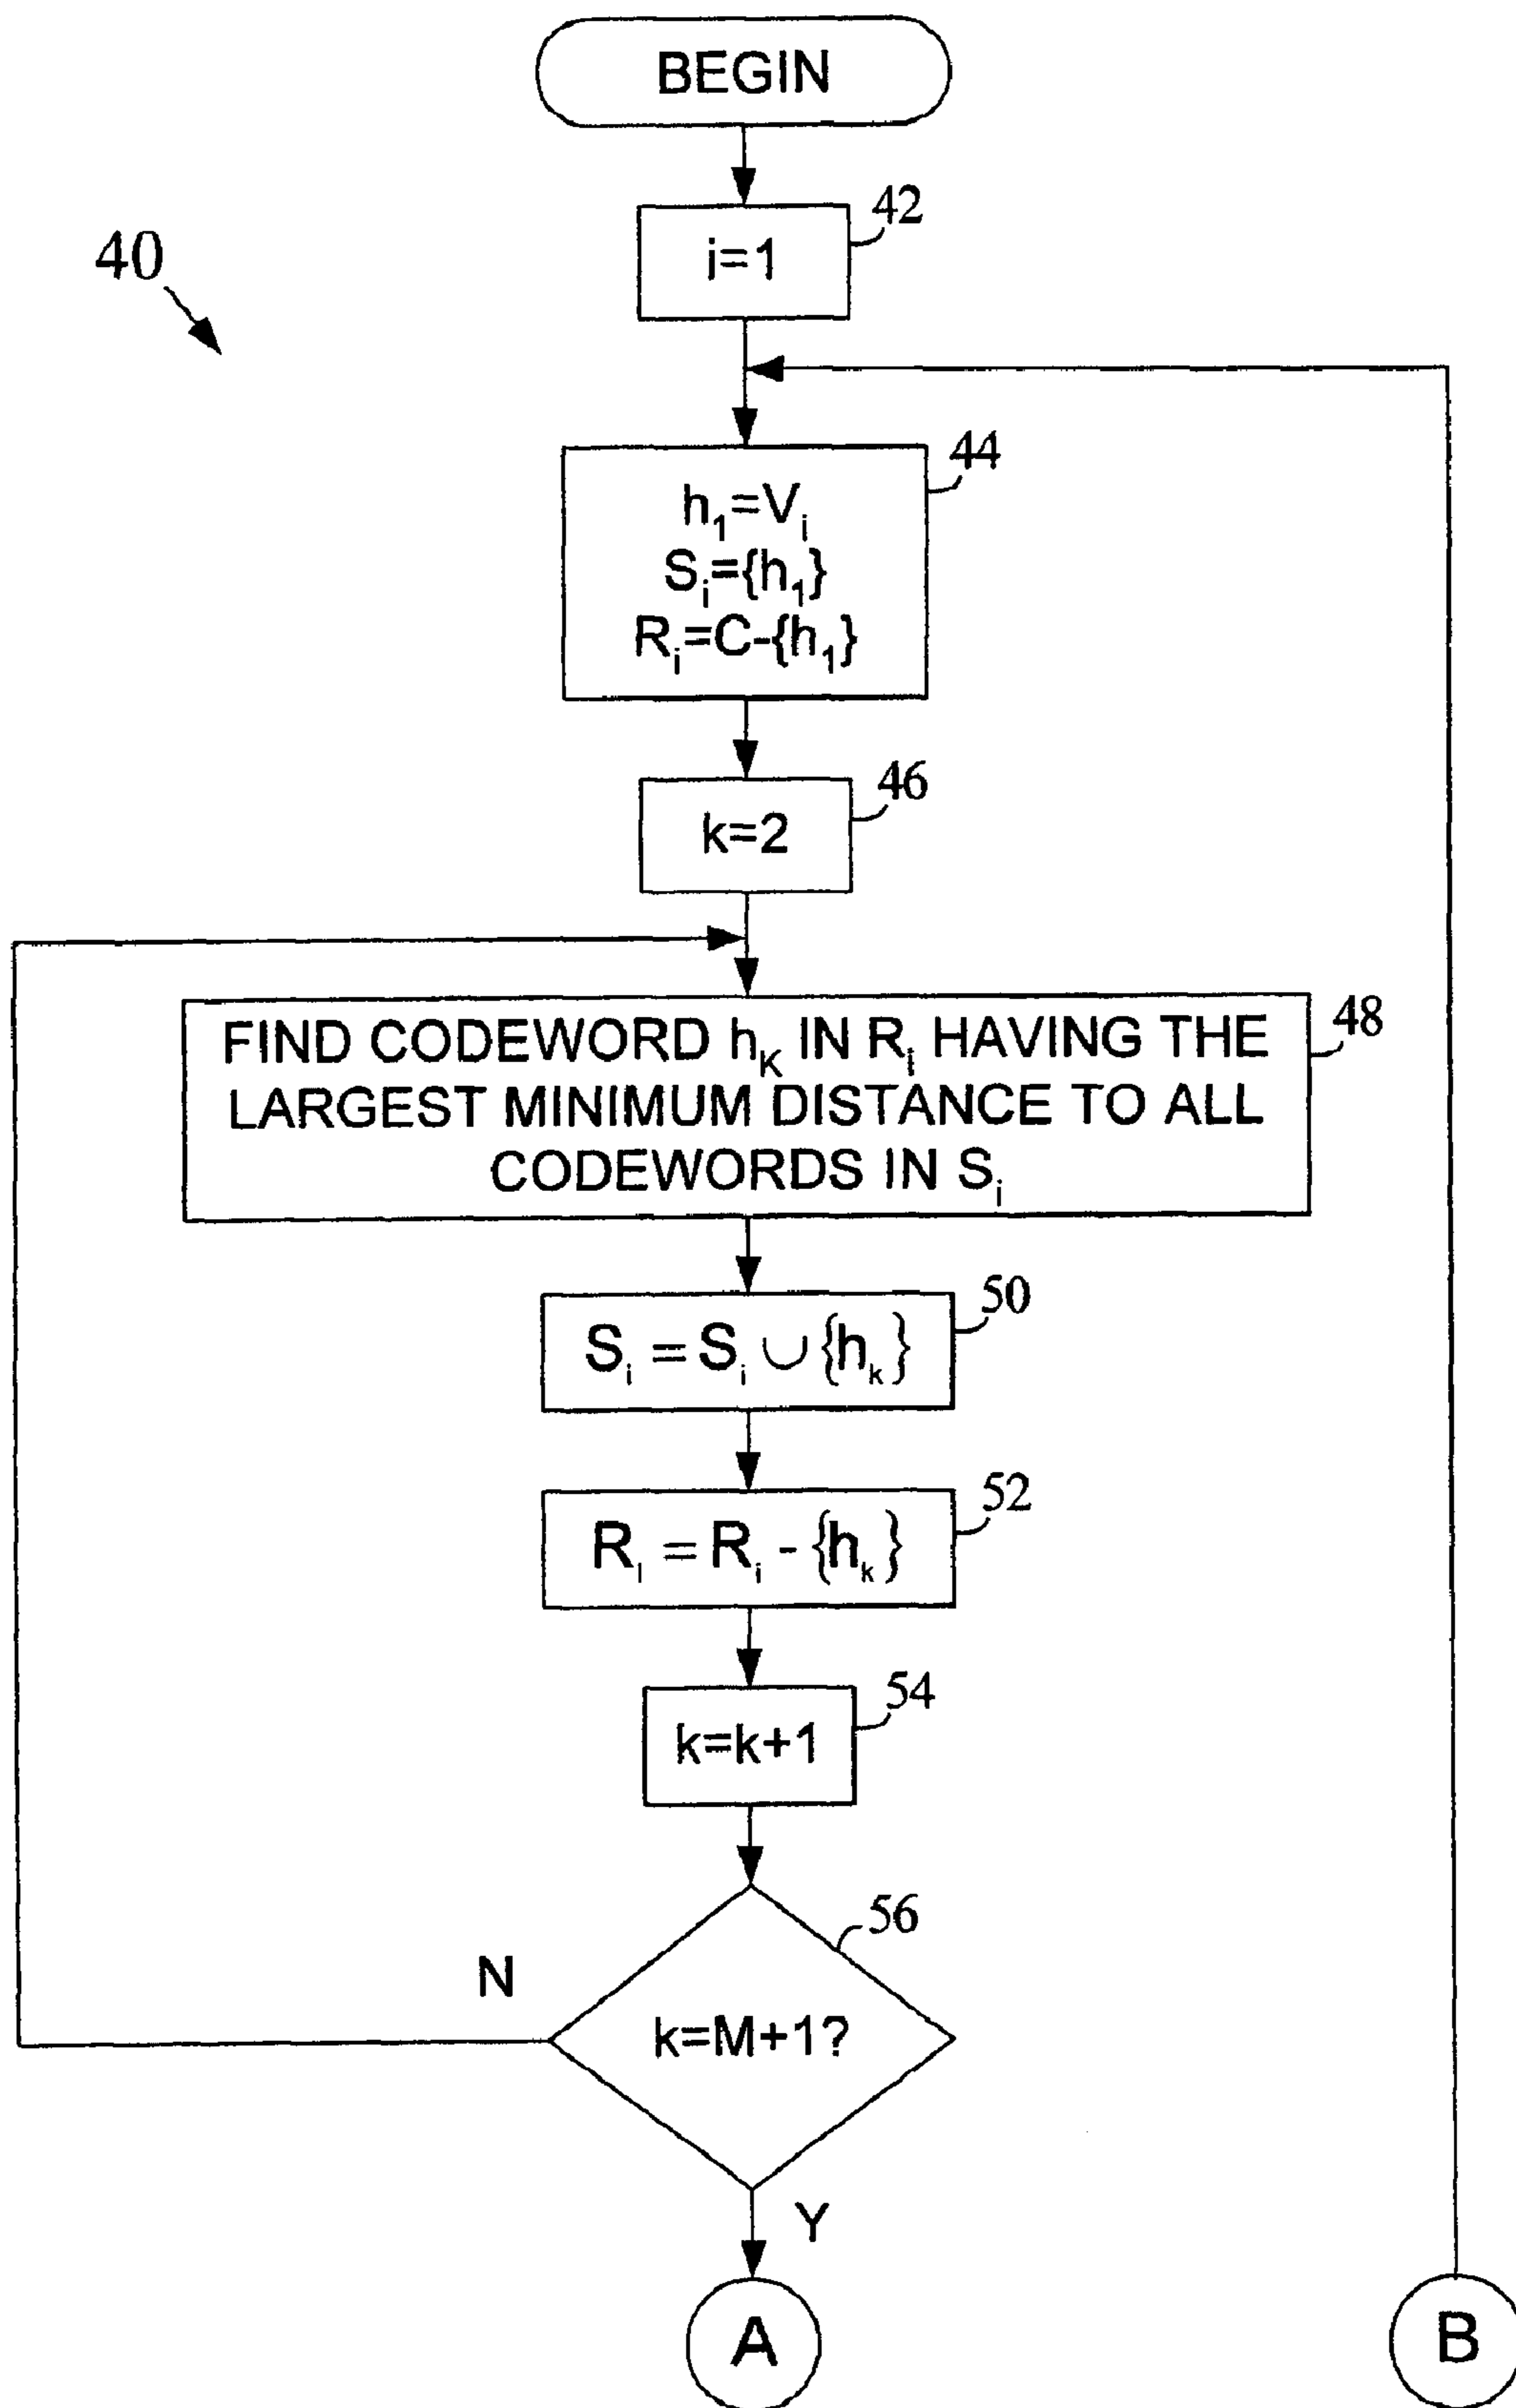 BEGIN
42
i=1
40
44
h₁=Vᵢ
Sᵢ={h₁}
Rᵢ=C-{h₁}
46
k=2
48
FIND CODEWORD h_K IN Rᵢ HAVING THE
LARGEST MINIMUM DISTANCE TO ALL
CODEWORDS IN Sᵢ
50
Sᵢ = Sᵢ ∪ {hₖ}
52
Rᵢ = Rᵢ - {hₖ}
54
k=k+1
56
N
k=M+1?
Y
A
B